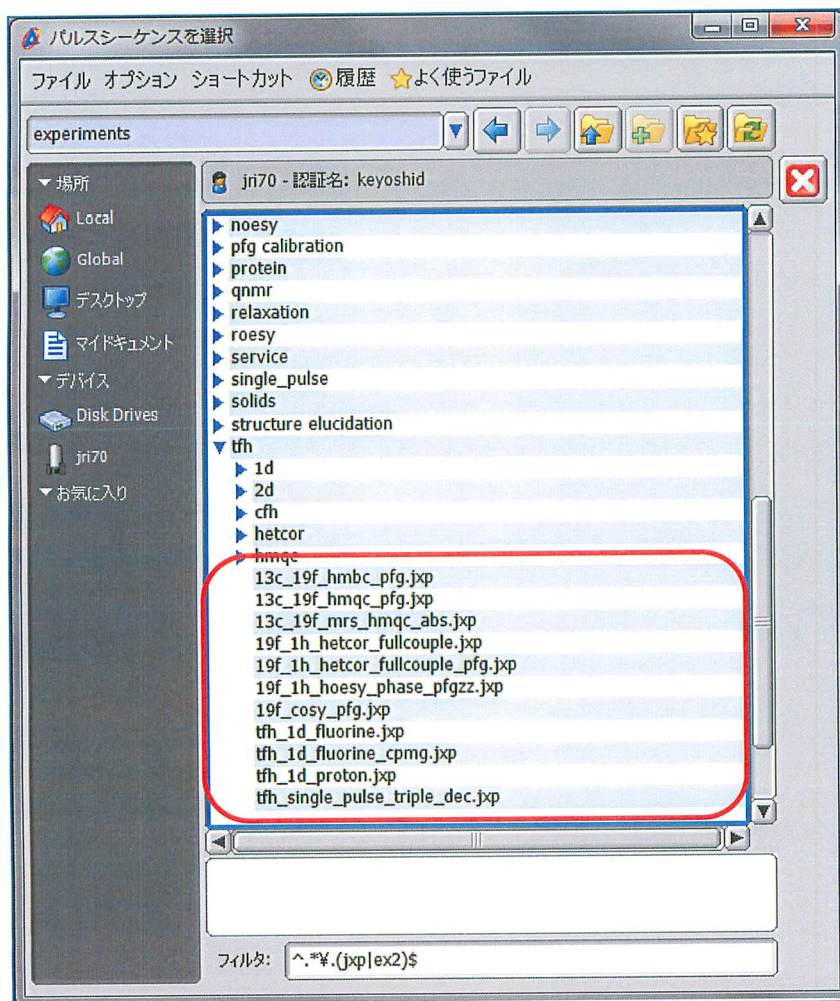 パルスシーケンスを選択
ファイル オプション ショートカット 履歴 よく使うファイル
experiments
場所
Local
Global
デスクトップ
マイドキュメント
デバイス
Disk Drives
jri70
お気に入り
jri70 - 認証名: keyoshid
noesy
pfg calibration
protein
qnmr
relaxation
roesy
service
single_pulse
solids
structure elucidation
tfh
1d
2d
cfh
hetcor
hmqc
13c_19f_hmbc_pfg.jxp
13c_19f_hmqc_pfg.jxp
13c_19f_mrs_hmqc_abs.jxp
19f_1h_hetcor_fullcouple.jxp
19f_1h_hetcor_fullcouple_pfg.jxp
19f_1h_hoesy_phase_pfgzz.jxp
19f_cosy_pfg.jxp
tfh_1d_fluorine.jxp
tfh_1d_fluorine_cpmg.jxp
tfh_1d_proton.jxp
tfh_single_pulse_triple_dec.jxp
フィルタ: ^.*¥.(jxp|ex2)$